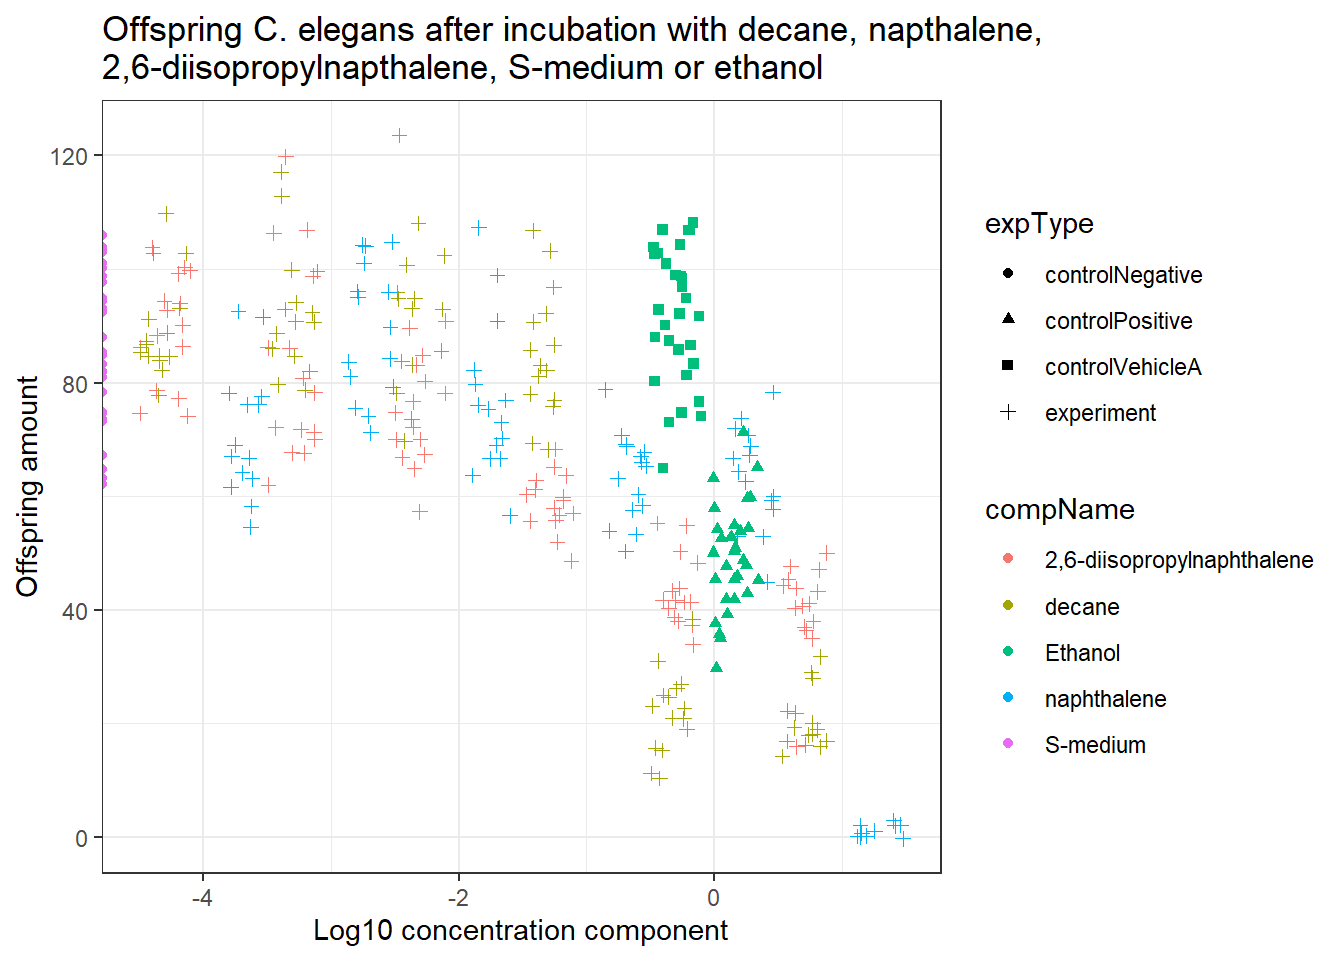 Offspring C. elegans after incubation with decane, napthalene,
2,6-diisopropylnapthalene, S-medium or ethanol
Offspring amount
120
80
40
0
-4
-2
0
Log10 concentration component
expType
controlNegative
controlPositive
controlVehicleA
experiment
compName
2,6-diisopropylnaphthalene
decane
Ethanol
naphthalene
S-medium